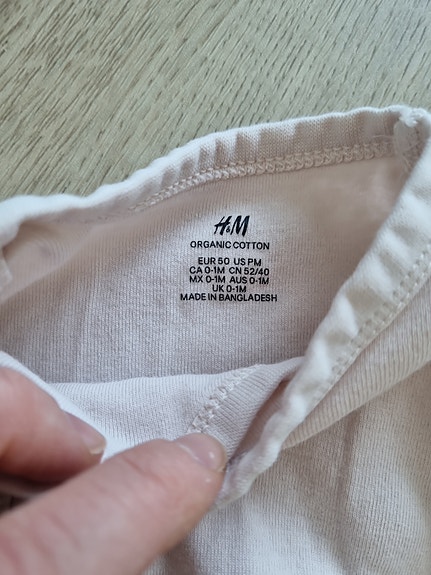 H&M
ORGANIC COTTON
EUR 50 US PM
CA 0-1M CN 52/40
MX 0-1M AUS 0-1M
UK 0-1M
MADE IN BANGLADESH